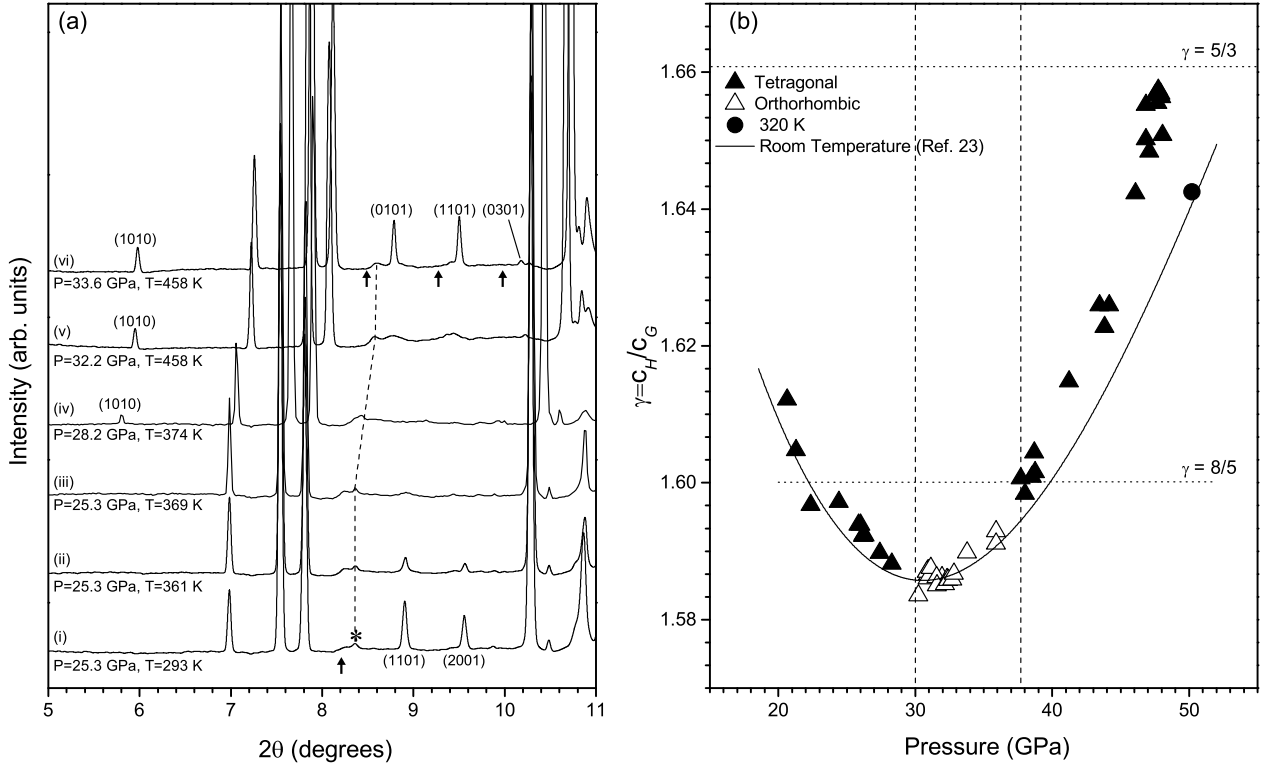 (a)
(1010)
(0101)
(1101)
(0301)
(vi)
P=33.6 GPa, T=458 K
(1010)
(v)
P=32.2 GPa, T=458 K
(1010)
(iv)
P=28.2 GPa, T=374 K
(iii)
P=25.3 GPa, T=369 K
(ii)
P=25.3 GPa, T=361 K
(i)
*
P=25.3 GPa, T=293 K
(1101)
(2001)
5 6 7 8 9 10 11
2θ (degrees)
Intensity (arb. units)
(b)
γ = 5/3
Tetragonal
Orthorhombic
320 K
Room Temperature (Ref. 23)
γ = 8/5
1.66
1.64
1.62
1.60
1.58
γ=c_H/c_G
20 30 40 50
Pressure (GPa)